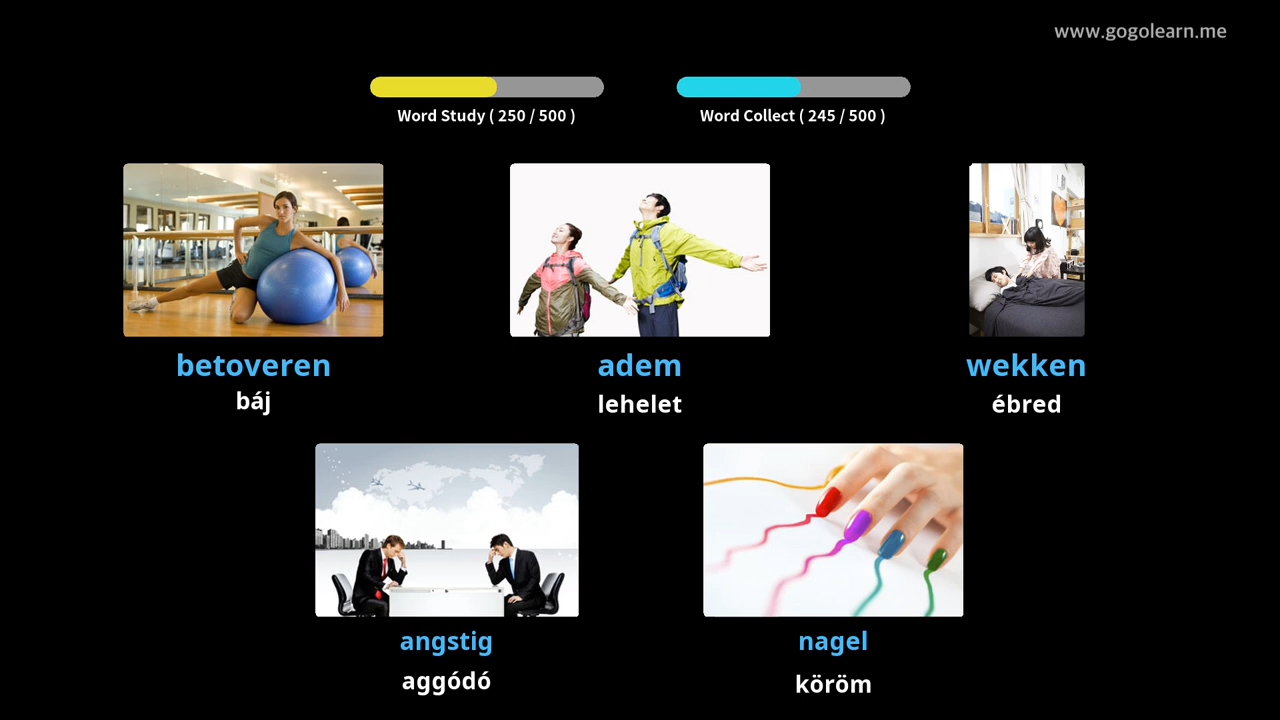 www.gogolearn.me
Word Study ( 250 / 500 )
Word Collect ( 245 / 500 )
betoveren
báj
adem
lehelet
wekken
ébred
angstig
aggódó
nagel
köröm